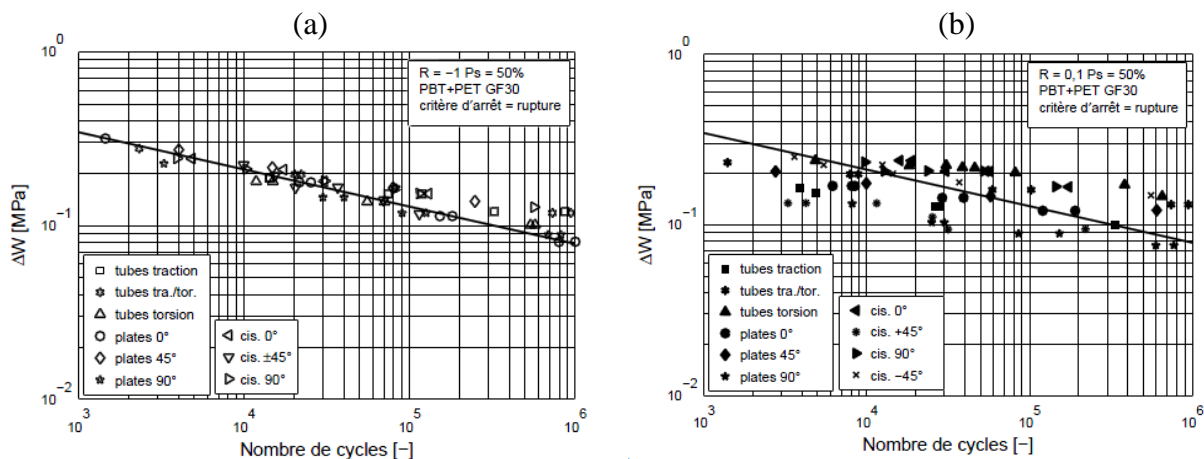 (a)
10^0
R = −1 Ps = 50%
PBT+PET GF30
critère d'arrêt = rupture
ΔW [MPa]
10^-1
tubes traction
tubes tra./tor.
tubes torsion
plates 0°
plates 45°
plates 90°
cis. 0°
cis. ±45°
cis. 90°
10^-2
10^3
10^4
10^5
10^6
Nombre de cycles [−]
(b)
10^0
R = 0,1 Ps = 50%
PBT+PET GF30
critère d'arrêt = rupture
ΔW [MPa]
10^-1
tubes traction
tubes tra./tor.
tubes torsion
plates 0°
plates 45°
plates 90°
cis. 0°
cis. +45°
cis. 90°
cis. −45°
10^-2
10^3
10^4
10^5
10^6
Nombre de cycles [−]